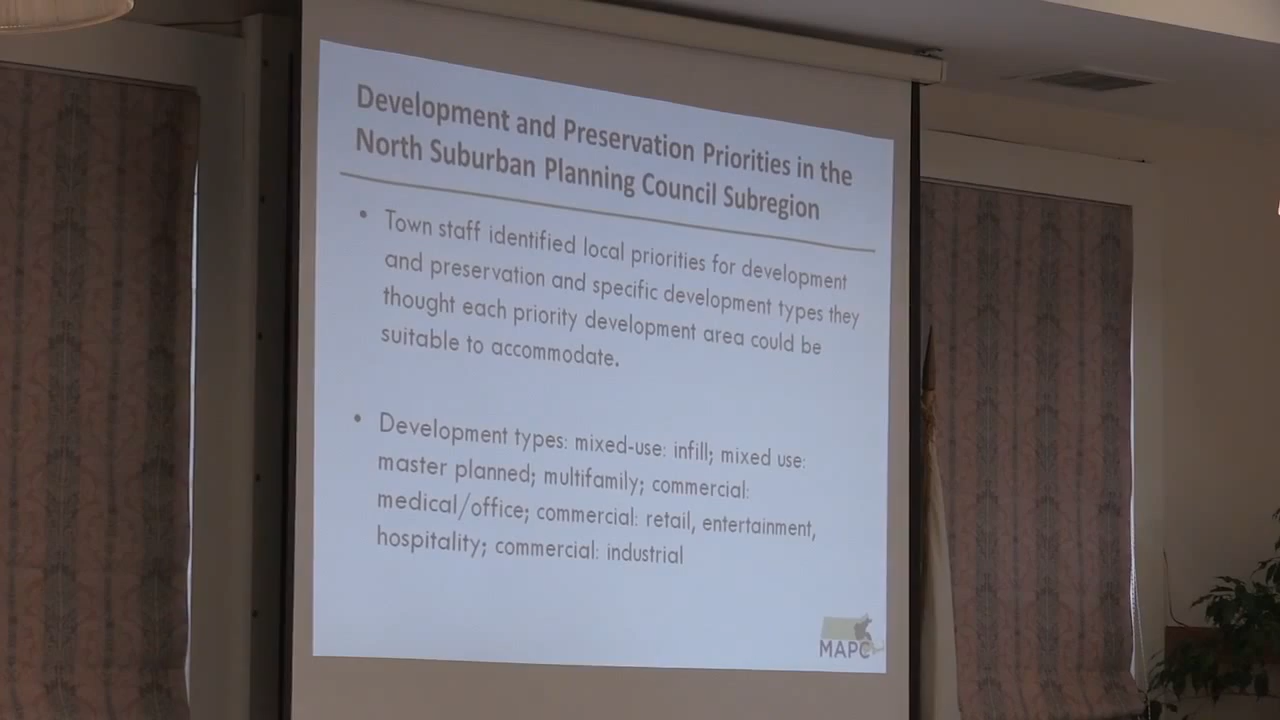 Development and Preservation Priorities in the
North Suburban Planning Council Subregion
• Town staff identified local priorities for development
and preservation and specific development types they
thought each priority development area could be
suitable to accommodate.
• Development types: mixed-use: infill; mixed use:
master planned; multifamily; commercial:
medical/office; commercial: retail, entertainment,
hospitality; commercial: industrial
MAPC